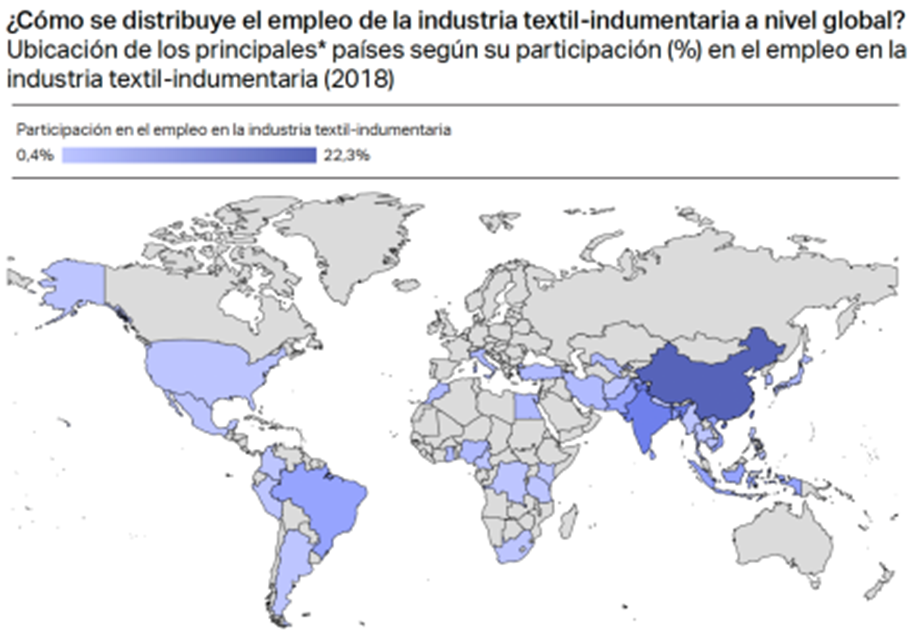 ¿Cómo se distribuye el empleo de la industria textil-indumentaria a nivel global?
Ubicación de los principales* países según su participación (%) en el empleo en la
industria textil-indumentaria (2018)
Participación en el empleo en la industria textil-indumentaria
0,4% 22,3%